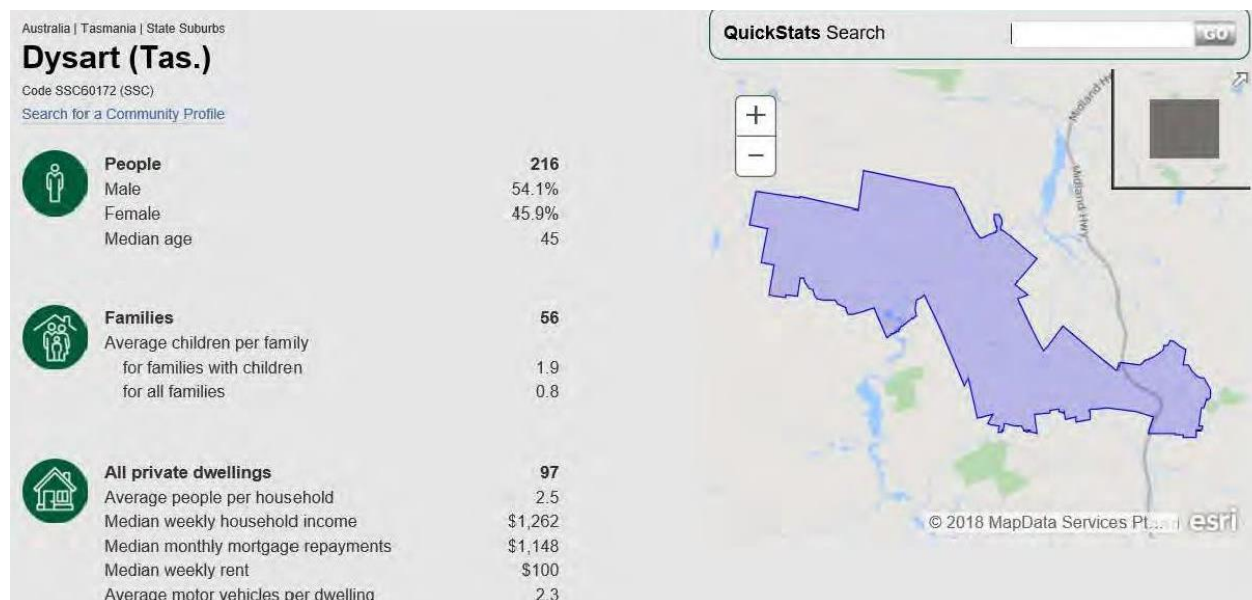 Australia | Tasmania | State Suburbs
Dysart (Tas.)
Code SSC60172 (SSC)
Search for a Community Profile
People 216
Male 54.1%
Female 45.9%
Median age 45
Families 56
Average children per family
for families with children 1.9
for all families 0.8
All private dwellings 97
Average people per household 2.5
Median weekly household income $1,262
Median monthly mortgage repayments $1,148
Median weekly rent $100
Average motor vehicles per dwelling 2.3
QuickStats Search
GO
+
−
Midland H
Midland Hwy
© 2018 MapData Services Pt... esri